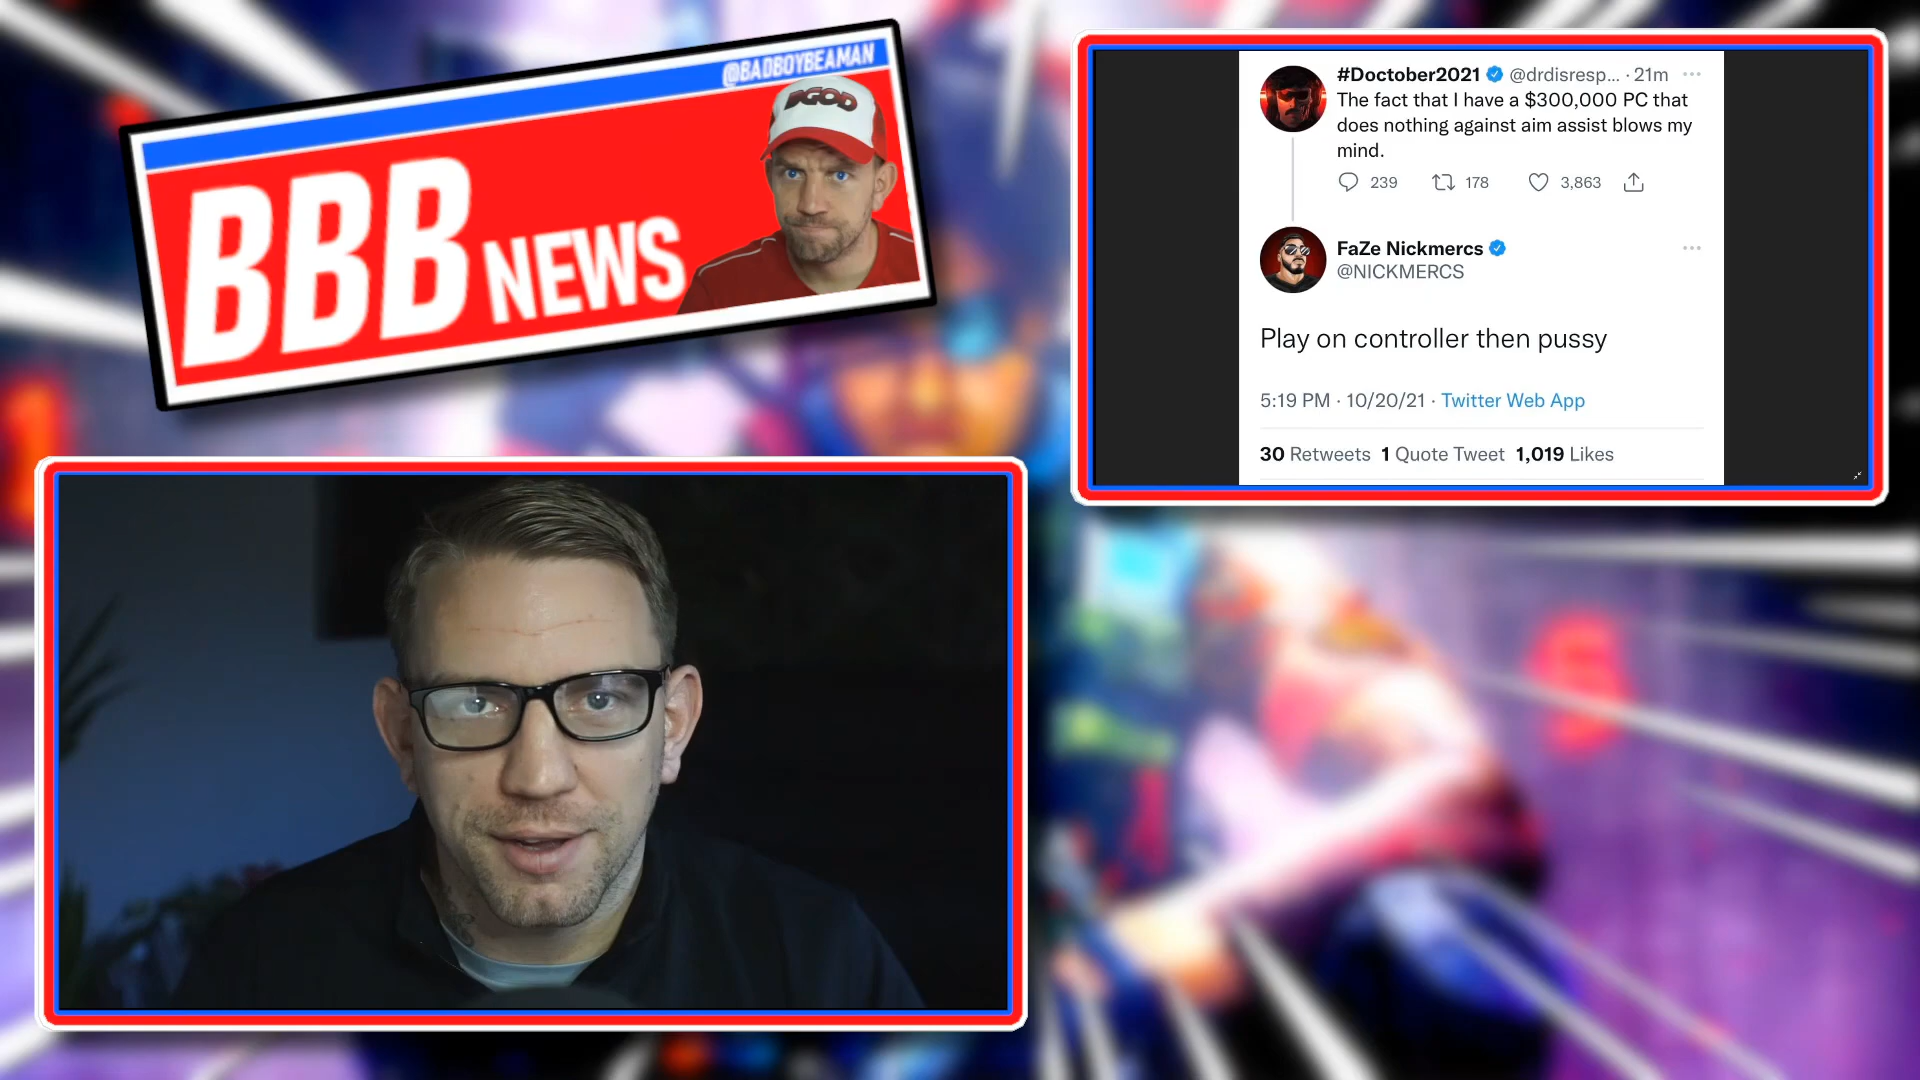 @BADBOYBEAMAN
BBB NEWS
#Doctober2021 @drdisresp... · 21m
The fact that I have a $300,000 PC that
does nothing against aim assist blows my
mind.
239 178 3,863
FaZe Nickmercs
@NICKMERCS
Play on controller then pussy
5:19 PM · 10/20/21 · Twitter Web App
30 Retweets 1 Quote Tweet 1,019 Likes